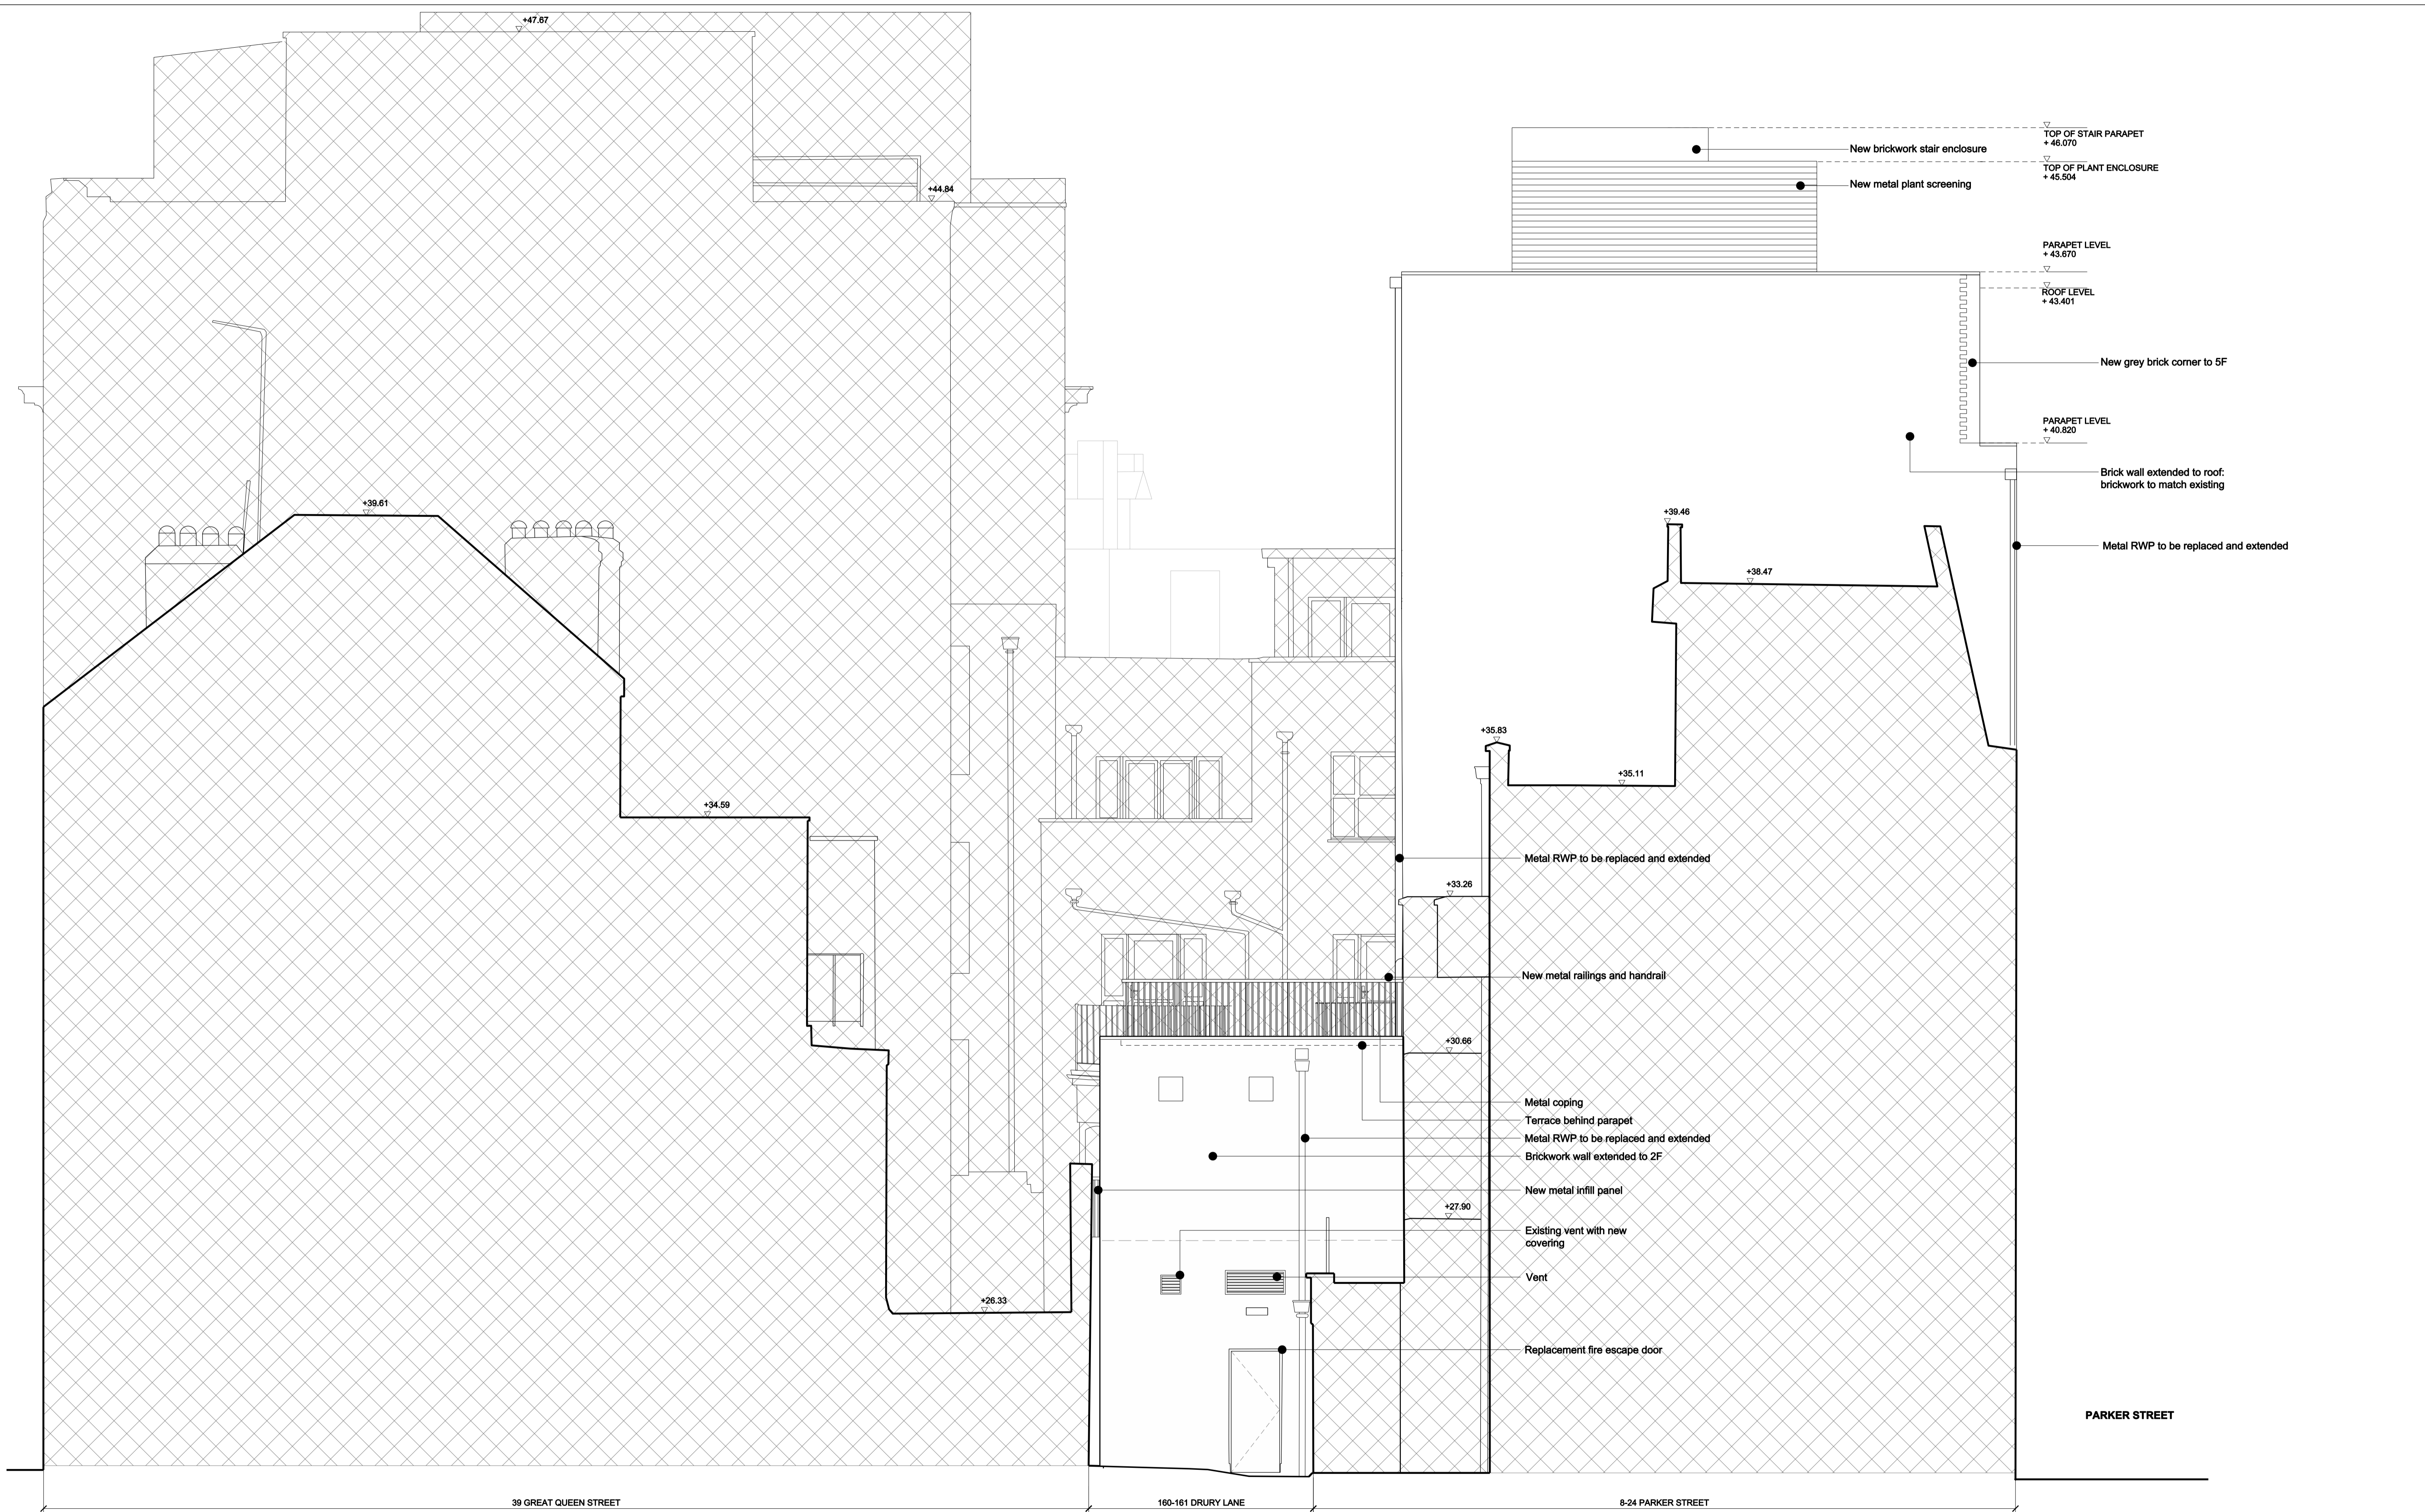 +47.67
TOP OF STAIR PARAPET
+ 46.070
New brickwork stair enclosure
TOP OF PLANT ENCLOSURE
+ 45.504
New metal plant screening
+44.84
PARAPET LEVEL
+ 43.670
ROOF LEVEL
+ 43.401
New grey brick corner to 5F
PARAPET LEVEL
+ 40.820
Brick wall extended to roof:
brickwork to match existing
+39.61
+39.46
Metal RWP to be replaced and extended
+38.47
+35.83
+35.11
+34.59
Metal RWP to be replaced and extended
+33.26
New metal railings and handrail
+30.66
Metal coping
Terrace behind parapet
Metal RWP to be replaced and extended
Brickwork wall extended to 2F
New metal infill panel
+27.90
Existing vent with new
covering
Vent
+26.33
Replacement fire escape door
PARKER STREET
39 GREAT QUEEN STREET
160-161 DRURY LANE
8-24 PARKER STREET